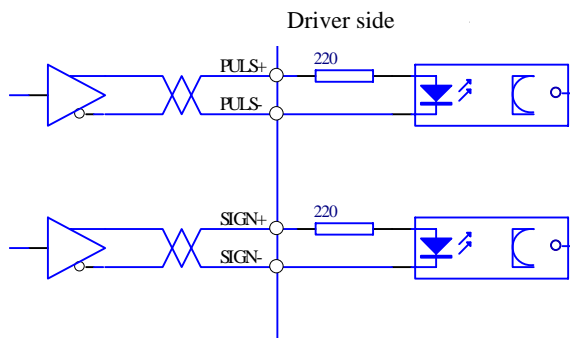 Driver side
PULS+
220
PULS-
SIGN+
220
SIGN-